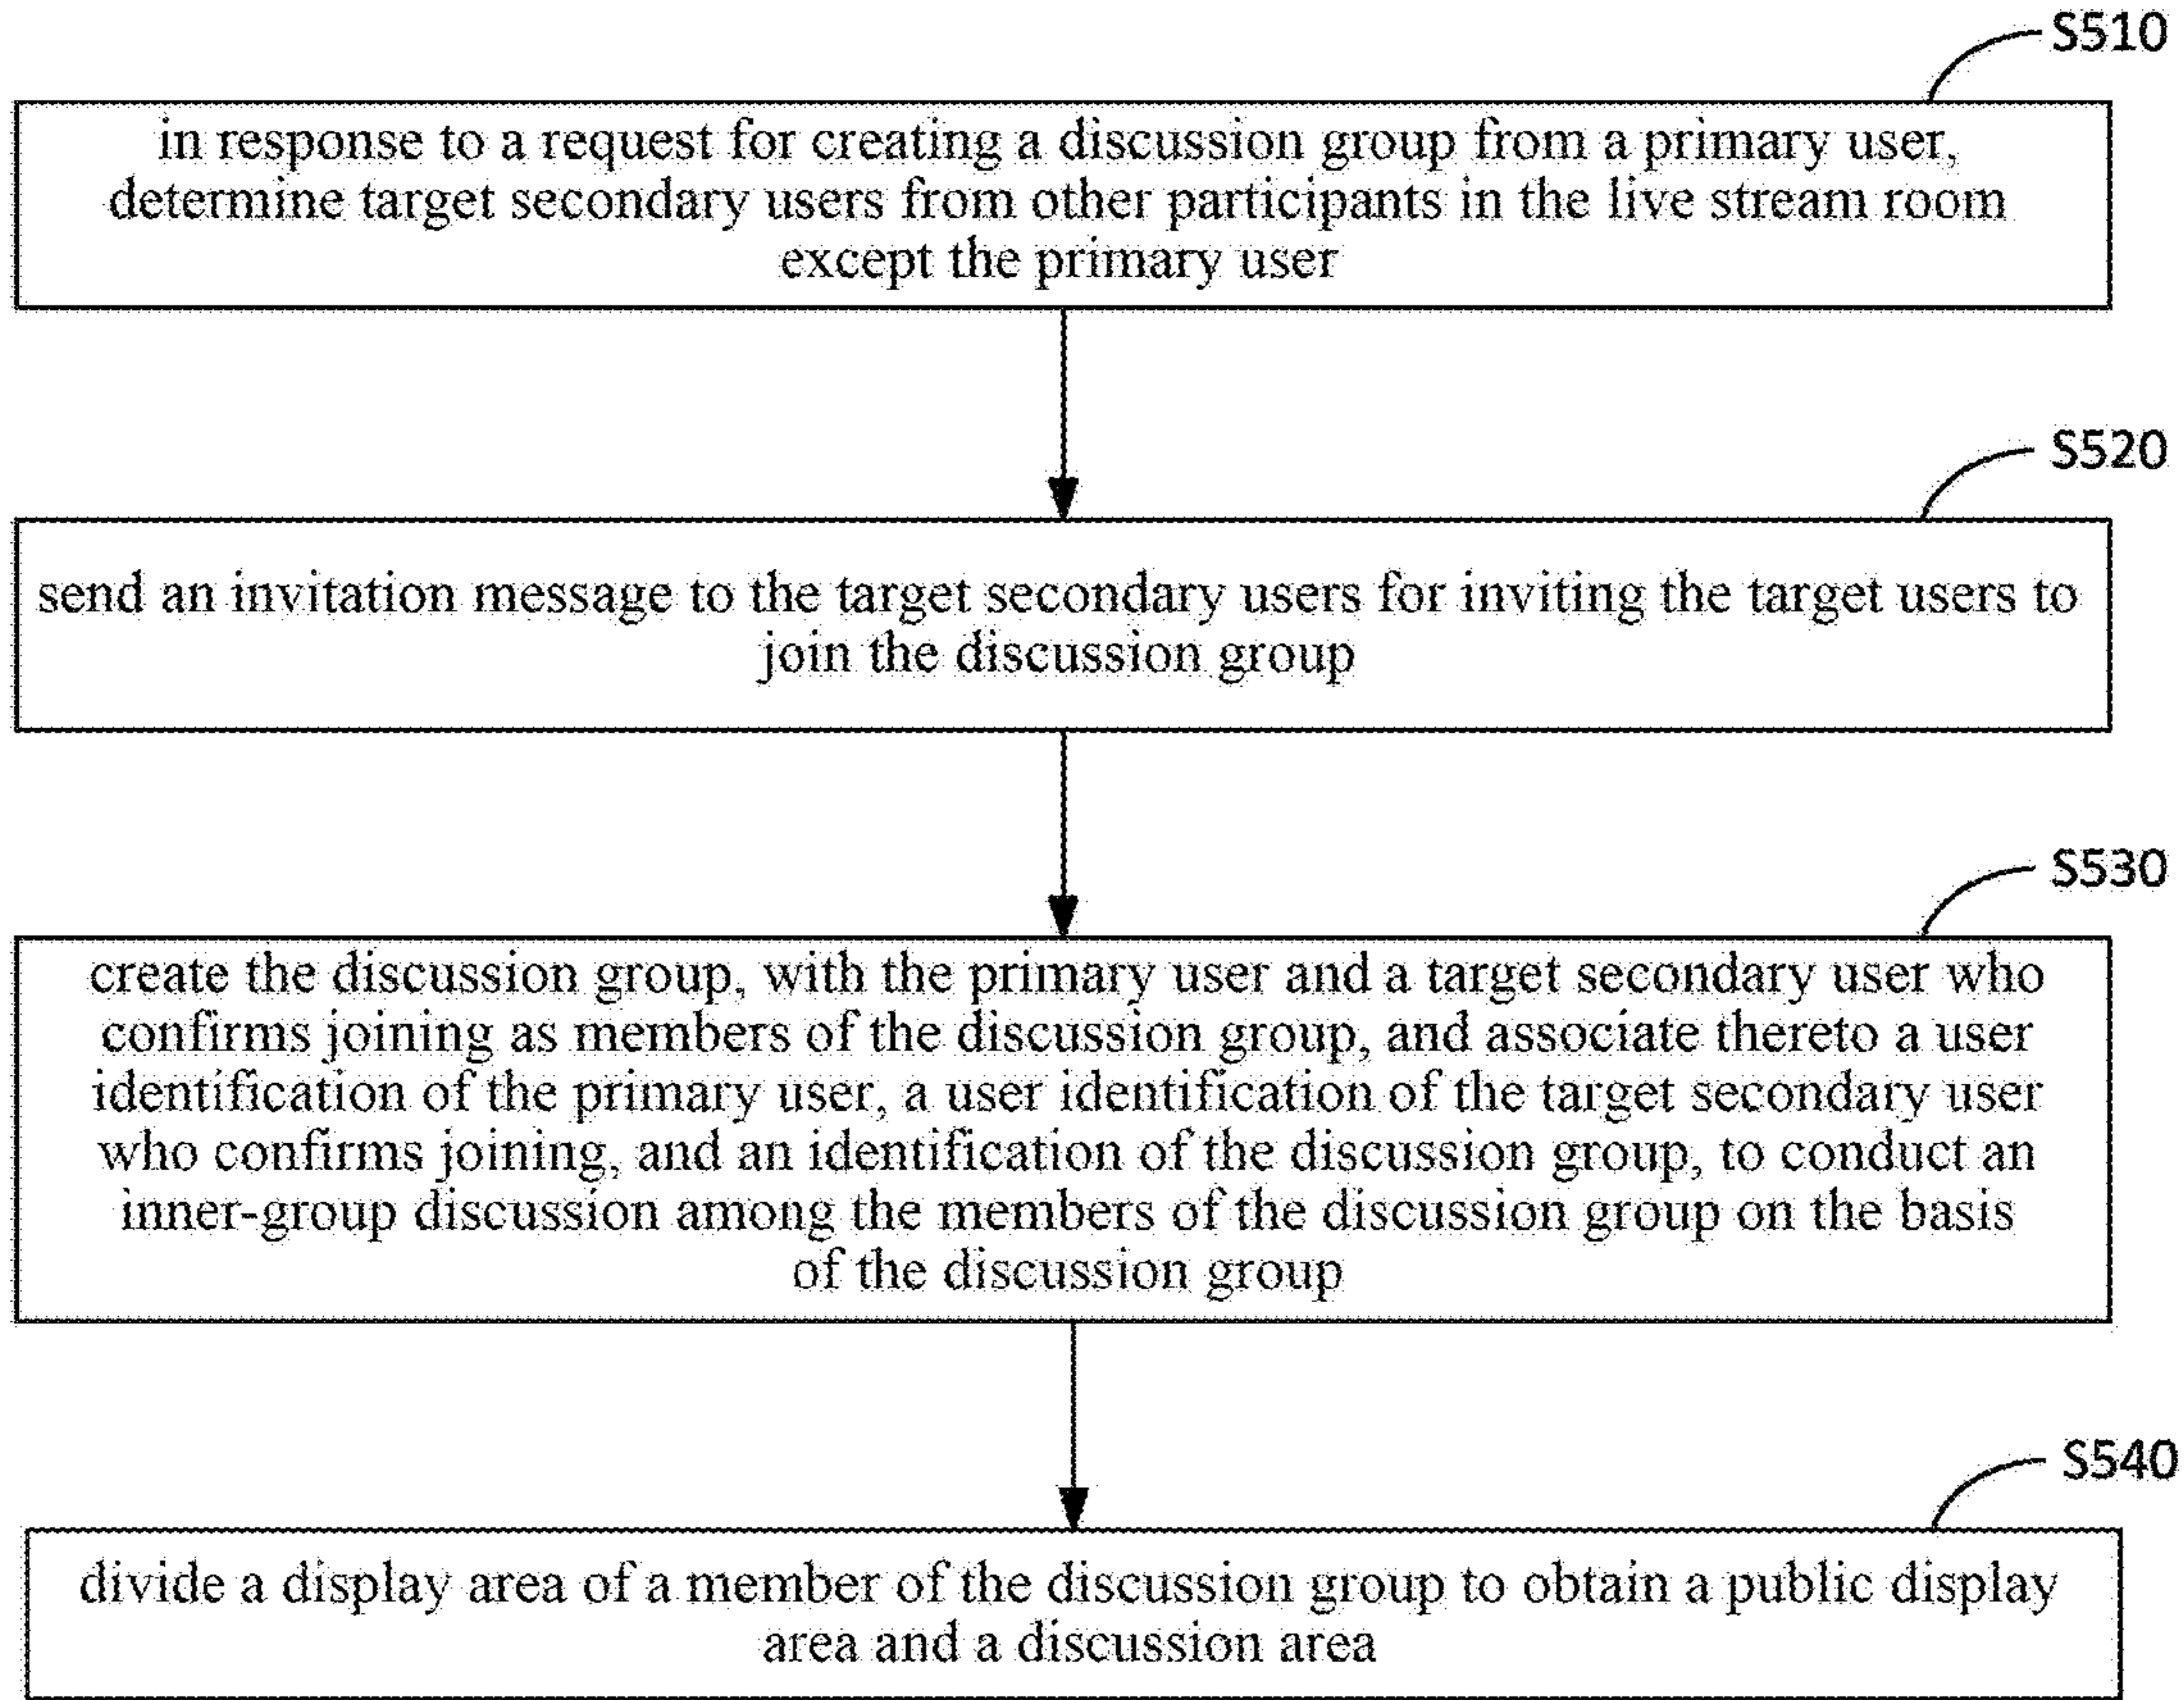 S510
in response to a request for creating a discussion group from a primary user,
determine target secondary users from other participants in the live stream room
except the primary user
S520
send an invitation message to the target secondary users for inviting the target users to
join the discussion group
S530
create the discussion group, with the primary user and a target secondary user who
confirms joining as members of the discussion group, and associate thereto a user
identification of the primary user, a user identification of the target secondary user
who confirms joining, and an identification of the discussion group, to conduct an
inner-group discussion among the members of the discussion group on the basis
of the discussion group
S540
divide a display area of a member of the discussion group to obtain a public display
area and a discussion area